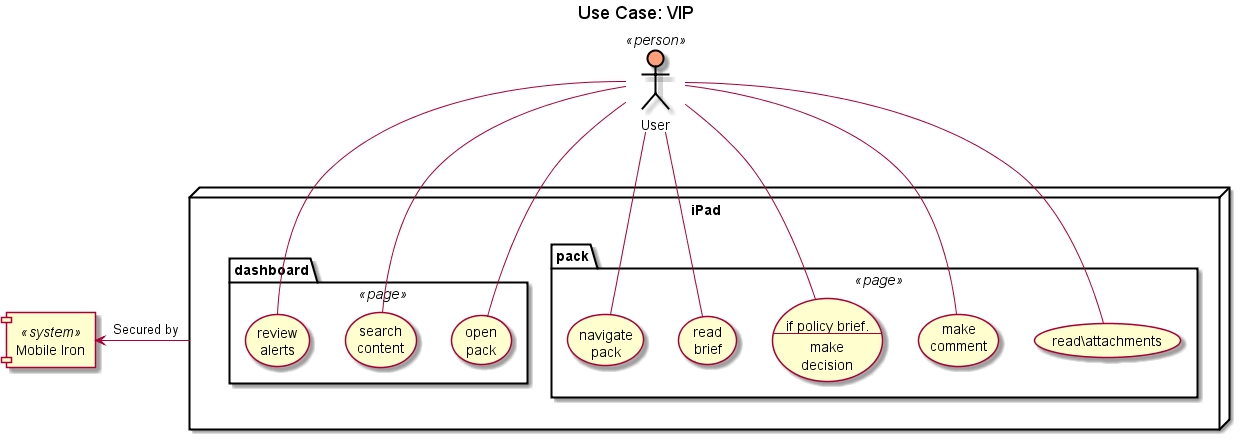 Use Case: VIP
«person»
User
iPad
dashboard
«page»
review
alerts
search
content
open
pack
pack
«page»
navigate
pack
read
brief
if policy brief.
make
decision
make
comment
read\attachments
«system»
Mobile Iron
Secured by